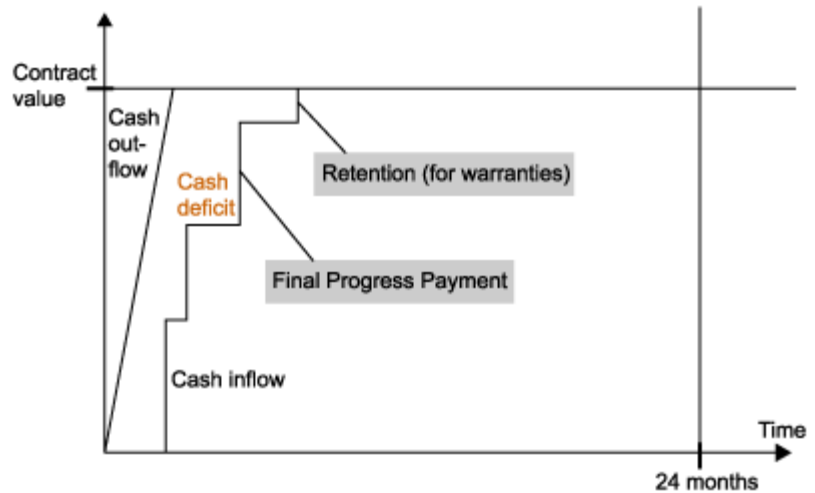 Contract
value
Cash
out-
flow
Cash
deficit
Retention (for warranties)
Final Progress Payment
Cash inflow
Time
24 months